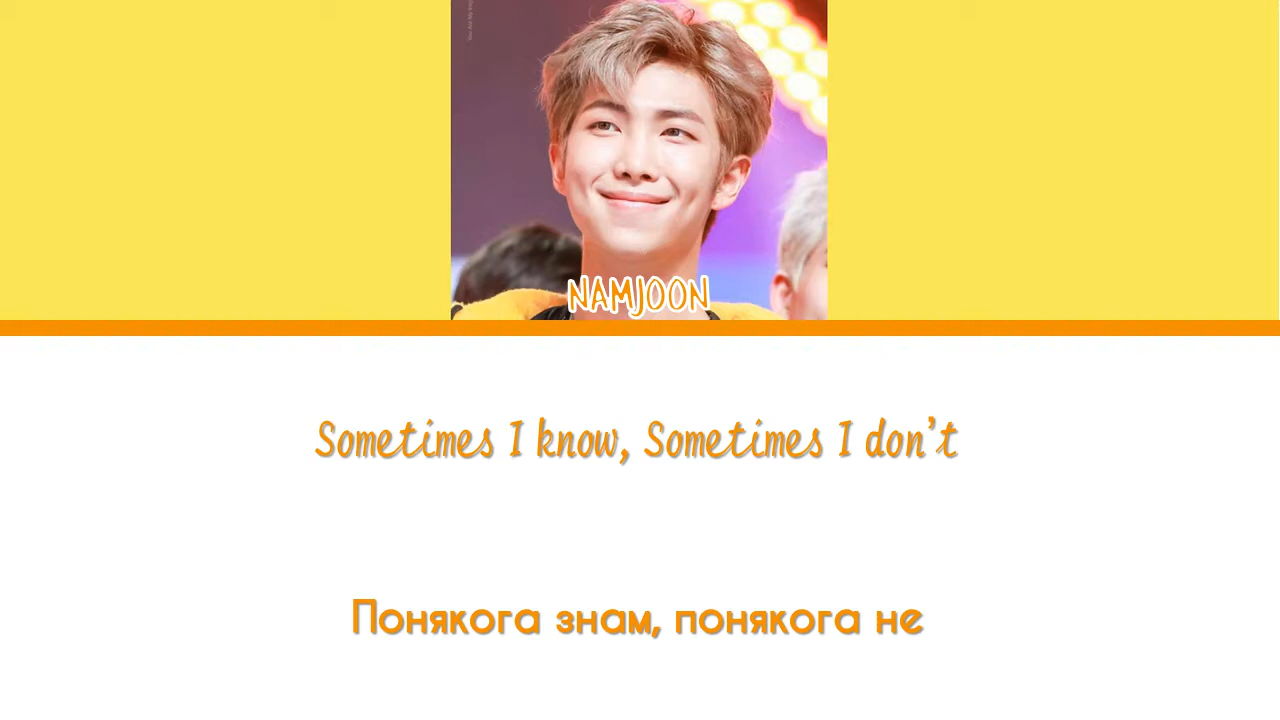 NAMJOON
Sometimes I know, Sometimes I don't
Понякога знам, понякога не